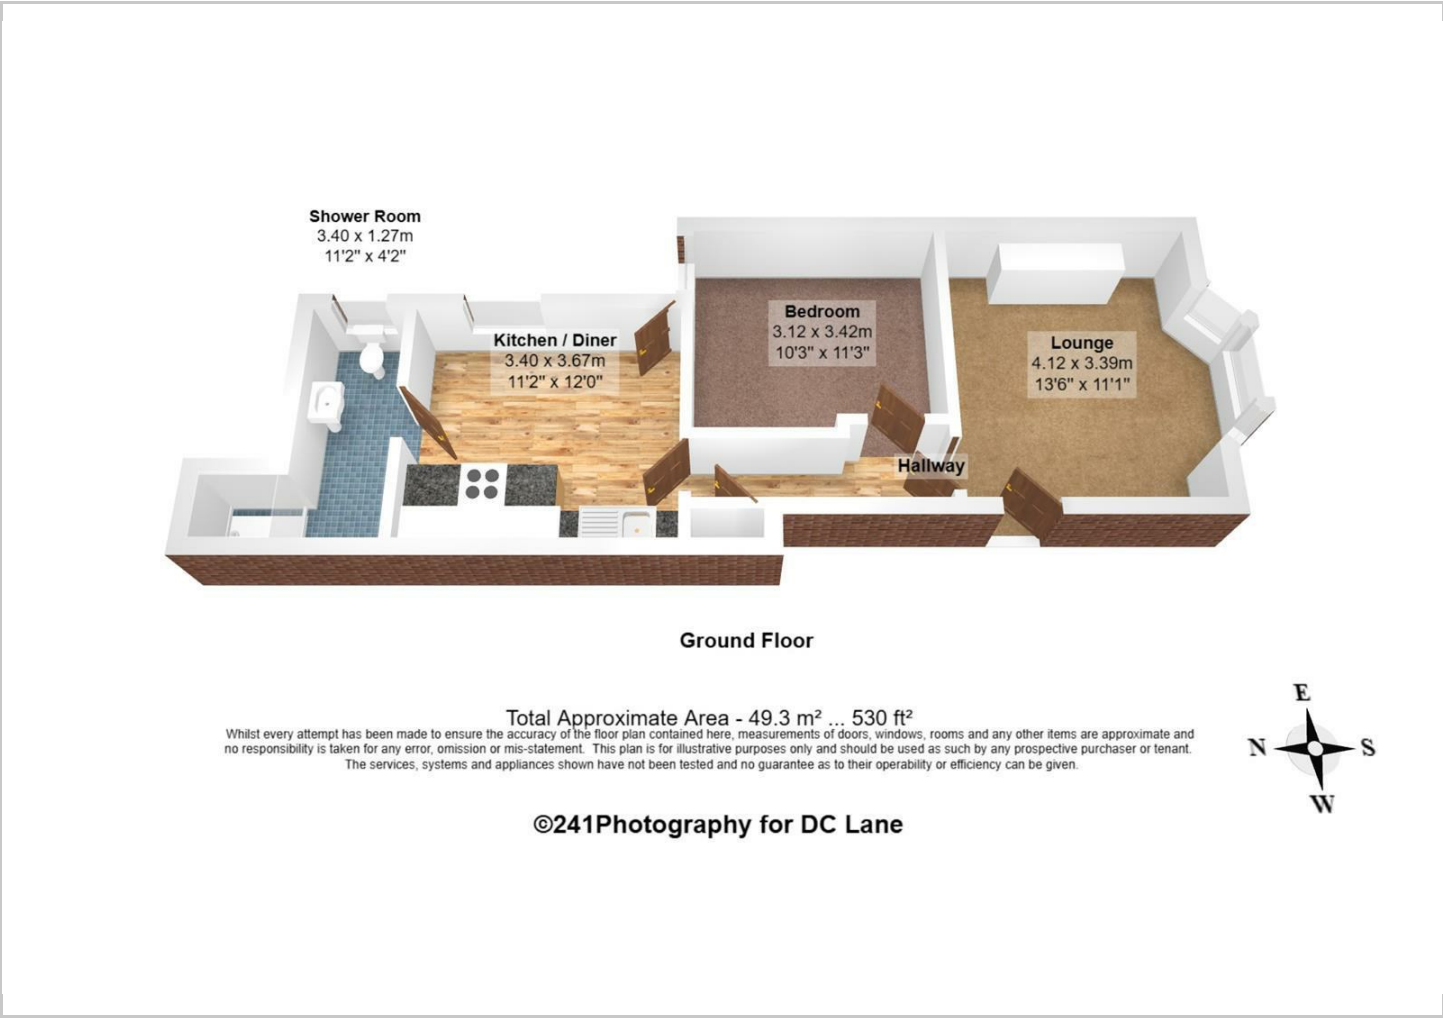 Shower Room
3.40 x 1.27m
11'2" x 4'2"
Kitchen / Diner
3.40 x 3.67m
11'2" x 12'0"
Bedroom
3.12 x 3.42m
10'3" x 11'3"
Lounge
4.12 x 3.39m
13'6" x 11'1"
Hallway
Ground Floor
Total Approximate Area - 49.3 m² ... 530 ft²
Whilst every attempt has been made to ensure the accuracy of the floor plan contained here, measurements of doors, windows, rooms and any other items are approximate and
no responsibility is taken for any error, omission or mis-statement. This plan is for illustrative purposes only and should be used as such by any prospective purchaser or tenant.
The services, systems and appliances shown have not been tested and no guarantee as to their operability or efficiency can be given.
©241Photography for DC Lane
E
N S
W